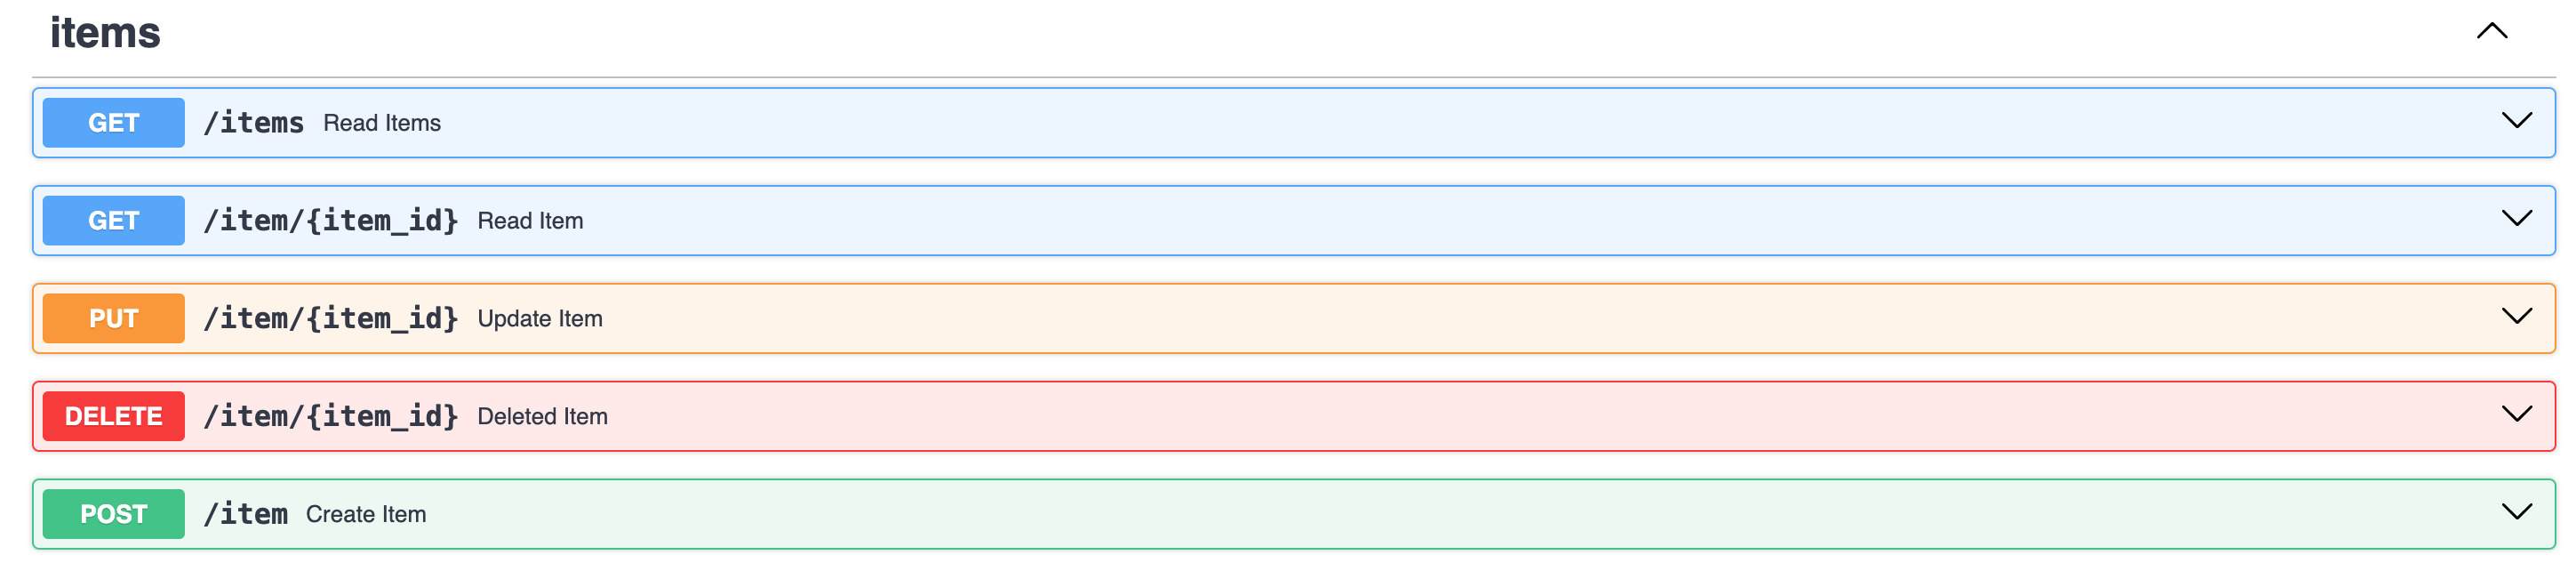 items
GET /items Read Items
GET /item/{item_id} Read Item
PUT /item/{item_id} Update Item
DELETE /item/{item_id} Deleted Item
POST /item Create Item